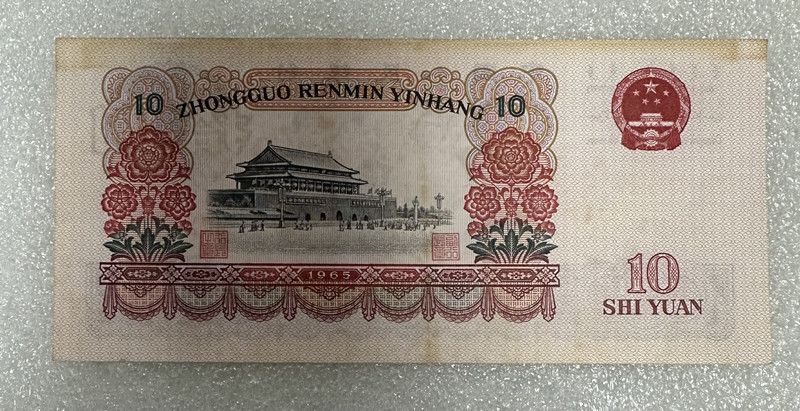 10 ZHONGGUO RENMIN YINHANG 10
1965
10
SHI YUAN